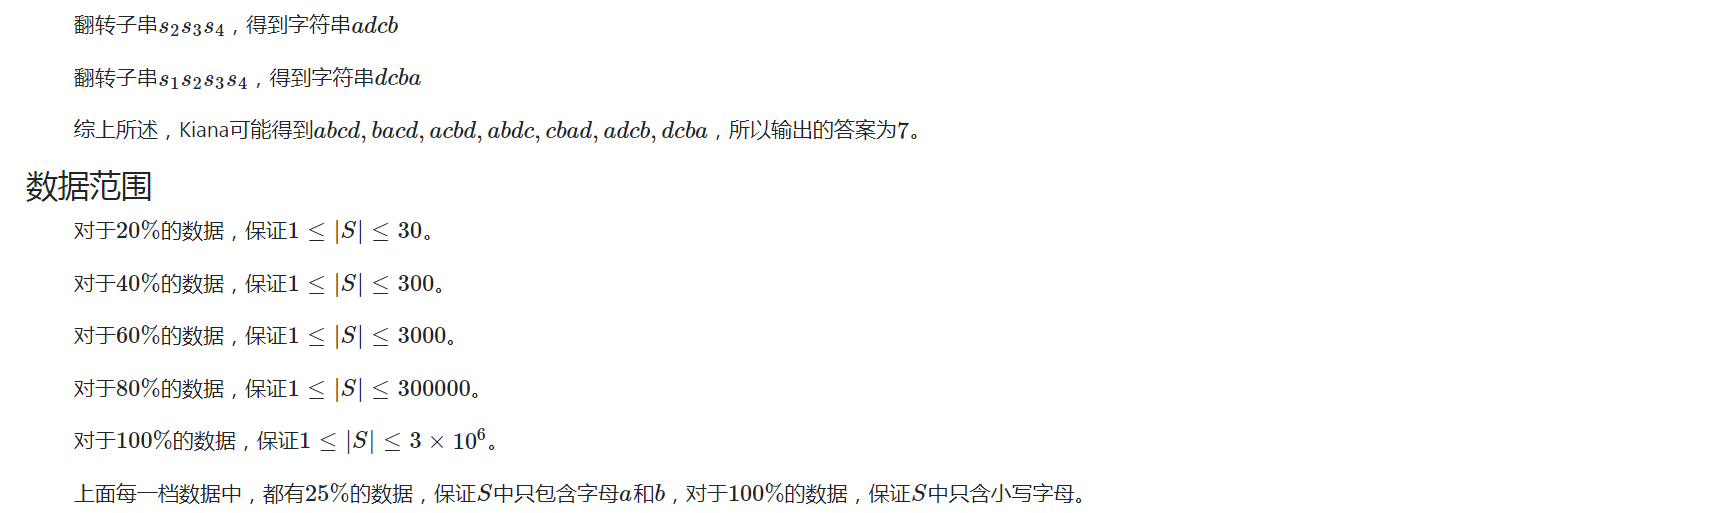 翻转子串s₂s₃s₄，得到字符串adcb
翻转子串s₁s₂s₃s₄，得到字符串dcba
综上所述，Kiana可能得到abcd, bacd, acbd, abdc, cbad, adcb, dcba，所以输出的答案为7。
数据范围
对于20%的数据，保证1 ≤ |S| ≤ 30。
对于40%的数据，保证1 ≤ |S| ≤ 300。
对于60%的数据，保证1 ≤ |S| ≤ 3000。
对于80%的数据，保证1 ≤ |S| ≤ 300000。
对于100%的数据，保证1 ≤ |S| ≤ 3 × 10⁶。
上面每一档数据中，都有25%的数据，保证S中只包含字母a和b，对于100%的数据，保证S中只含小写字母。